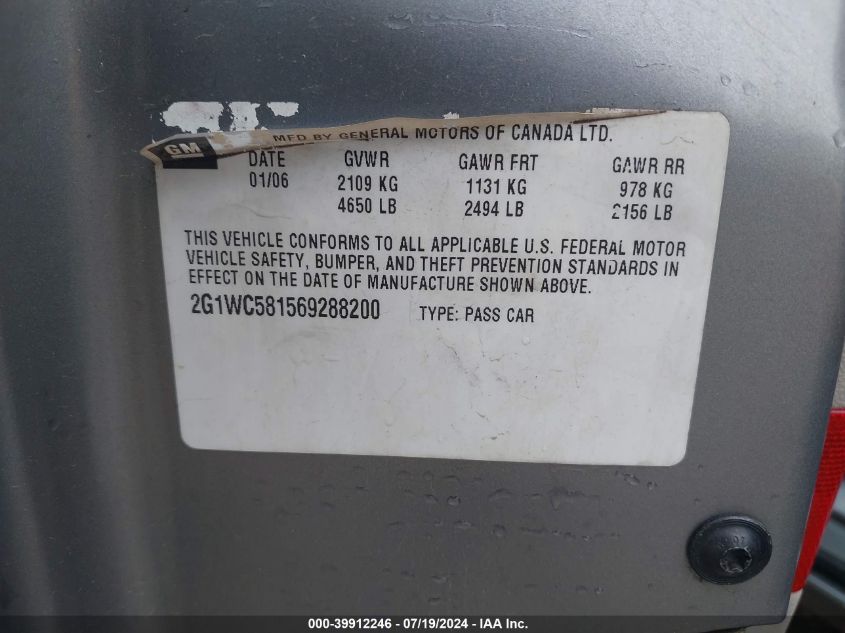 GM
MFD BY GENERAL MOTORS OF CANADA LTD.
DATE GVWR GAWR FRT GAWR RR
01/06 2109 KG 1131 KG 978 KG
4650 LB 2494 LB 2156 LB
THIS VEHICLE CONFORMS TO ALL APPLICABLE U.S. FEDERAL MOTOR
VEHICLE SAFETY, BUMPER, AND THEFT PREVENTION STANDARDS IN
EFFECT ON THE DATE OF MANUFACTURE SHOWN ABOVE.
2G1WC581569288200 TYPE: PASS CAR
000-39912246 - 07/19/2024 - IAA Inc.